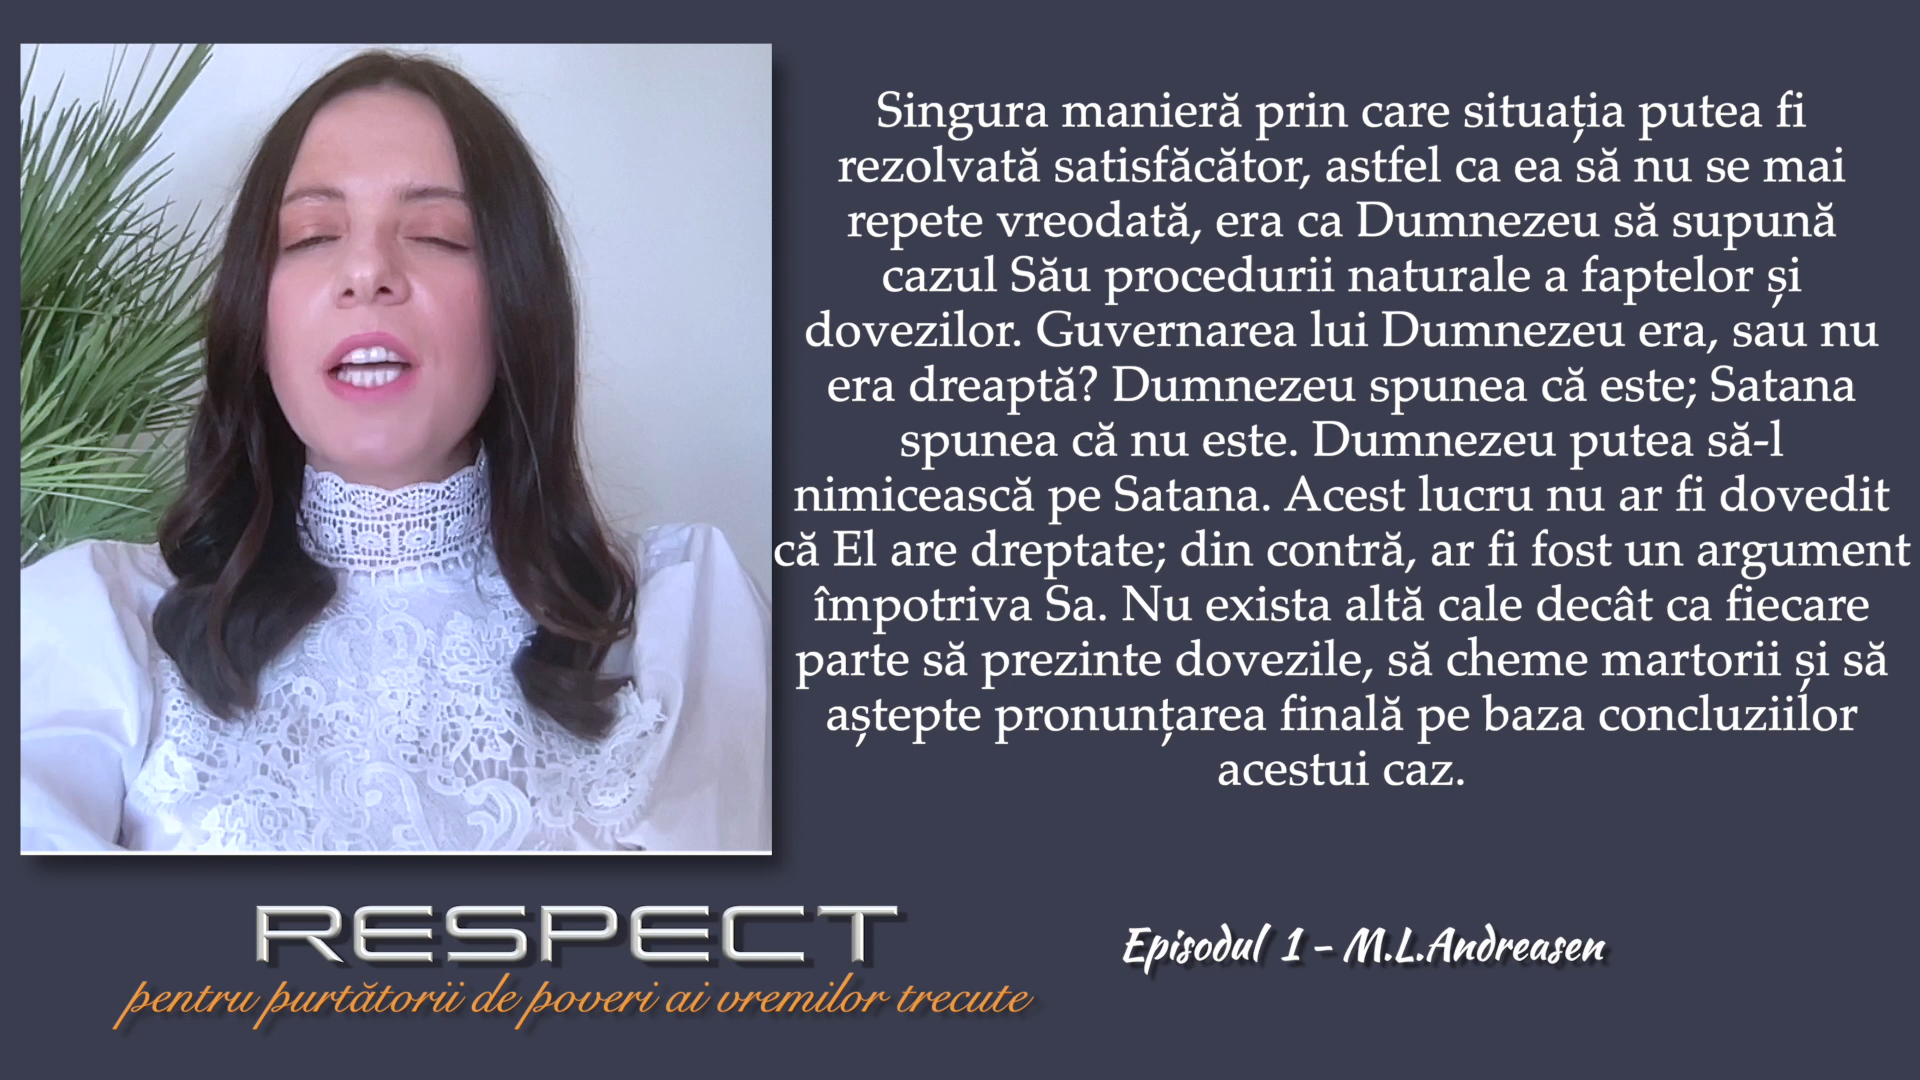 Singura manieră prin care situația putea fi
rezolvată satisfăcător, astfel ca ea să nu se mai
repete vreodată, era ca Dumnezeu să supună
cazul Său procedurii naturale a faptelor și
dovezilor. Guvernarea lui Dumnezeu era, sau nu
era dreaptă? Dumnezeu spunea că este; Satana
spunea că nu este. Dumnezeu putea să-l
nimicească pe Satana. Acest lucru nu ar fi dovedit
că El are dreptate; din contră, ar fi fost un argument
împotriva Sa. Nu exista altă cale decât ca fiecare
parte să prezinte dovezile, să cheme martorii și să
aștepte pronunțarea finală pe baza concluziilor
acestui caz.
RESPECT
pentru purtătorii de poveri ai vremilor trecute
Episodul 1 - M.L.Andreasen